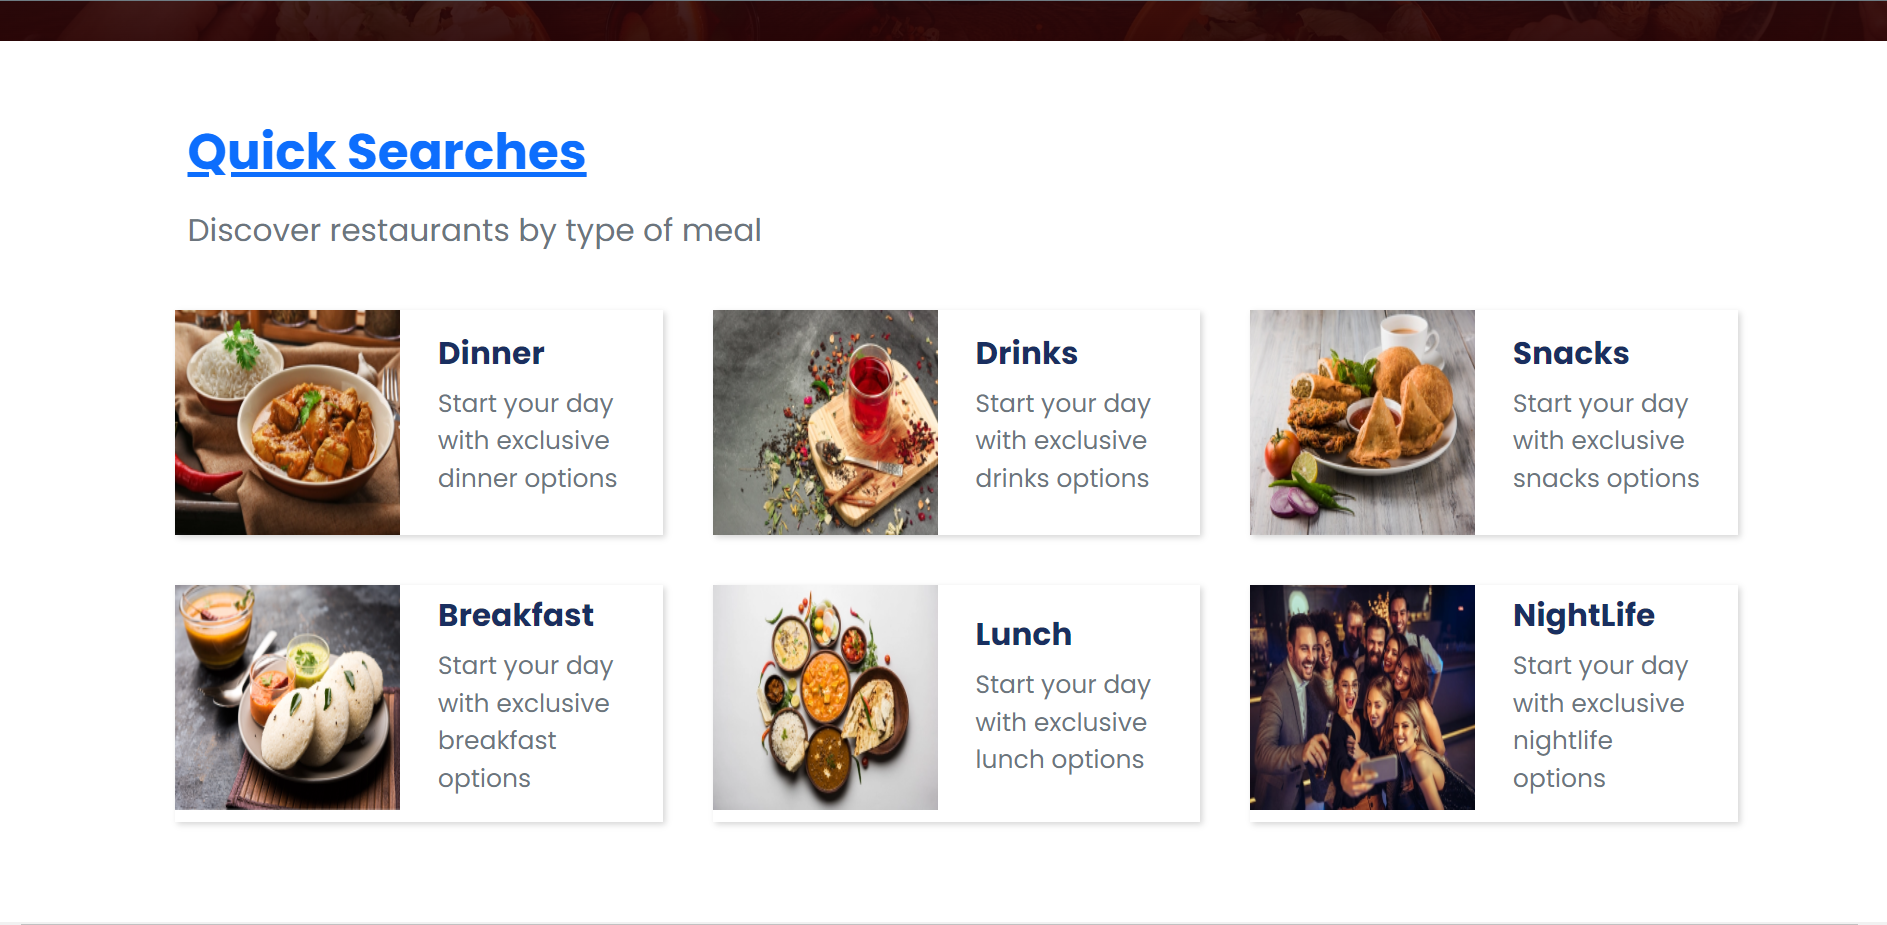 Quick Searches
Discover restaurants by type of meal
Dinner
Start your day
with exclusive
dinner options
Drinks
Start your day
with exclusive
drinks options
Snacks
Start your day
with exclusive
snacks options
Breakfast
Start your day
with exclusive
breakfast
options
Lunch
Start your day
with exclusive
lunch options
NightLife
Start your day
with exclusive
nightlife
options